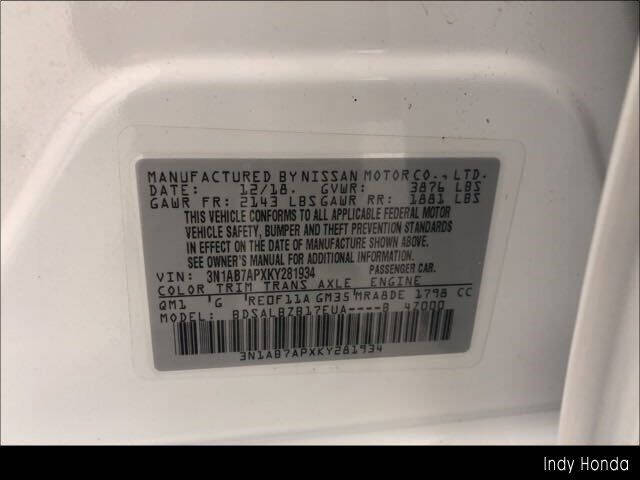 MANUFACTURED BY NISSAN MOTOR CO., LTD.
DATE: 12/18. GVWR: 3876 LBS
GAWR FR: 2143 LBS GAWR RR: 1881 LBS
THIS VEHICLE CONFORMS TO ALL APPLICABLE FEDERAL MOTOR
VEHICLE SAFETY, BUMPER AND THEFT PREVENTION STANDARDS
IN EFFECT ON THE DATE OF MANUFACTURE SHOWN ABOVE.
SEE OWNER'S MANUAL FOR ADDITIONAL INFORMATION.
VIN: 3N1AB7APXKY281934 PASSENGER CAR.
COLOR TRIM TRANS AXLE ENGINE
QM1 G RE0F11A GM35 MRA8DE 1798 CC
MODEL: BDSALBZB17EUA----B 47000
3N1AB7APXKY281934
Indy Honda